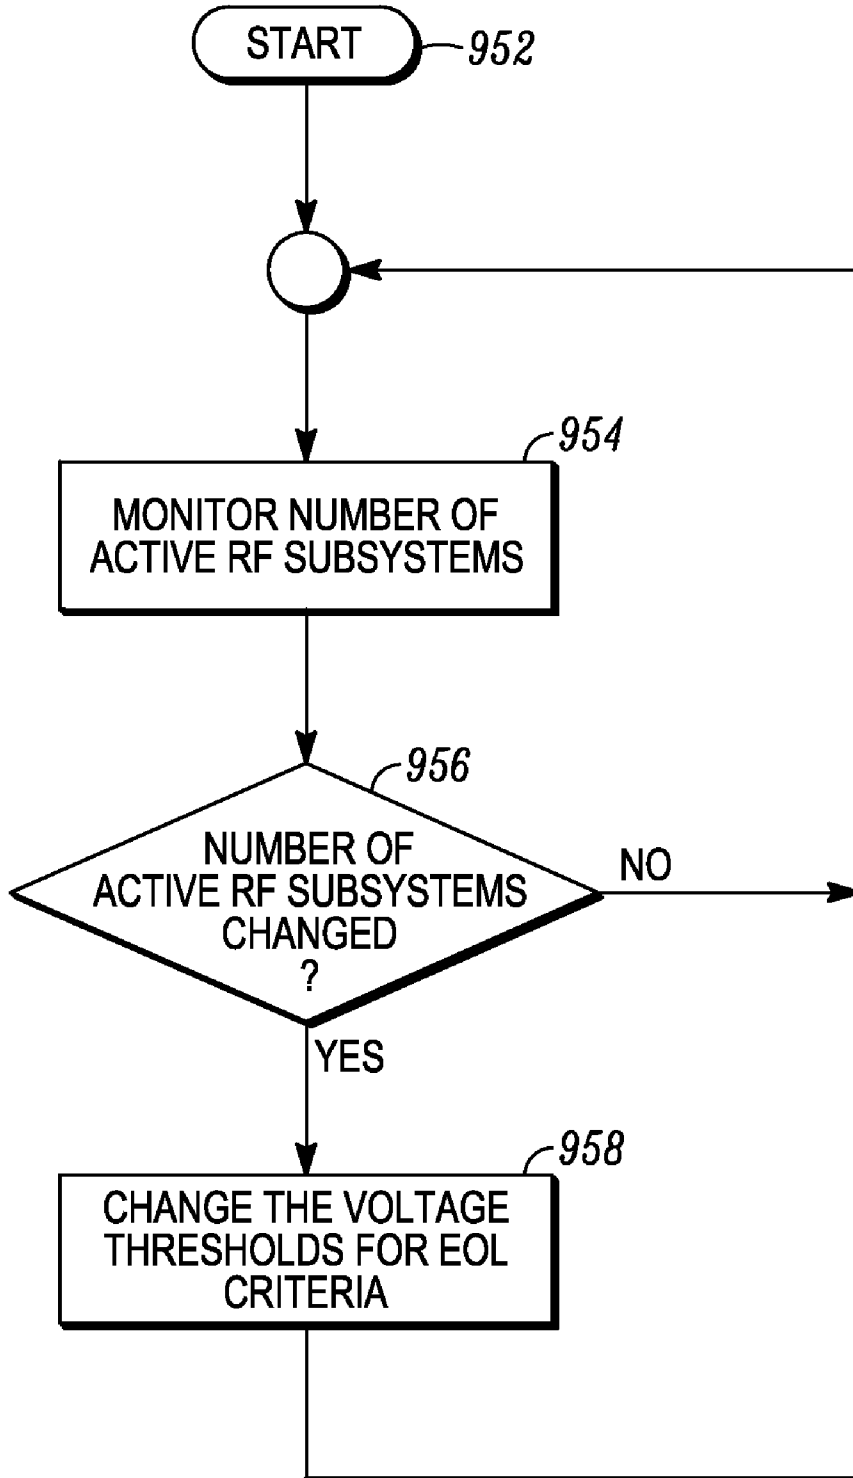 START
952
954
MONITOR NUMBER OF
ACTIVE RF SUBSYSTEMS
956
NUMBER OF
ACTIVE RF SUBSYSTEMS
CHANGED
?
NO
YES
958
CHANGE THE VOLTAGE
THRESHOLDS FOR EOL
CRITERIA